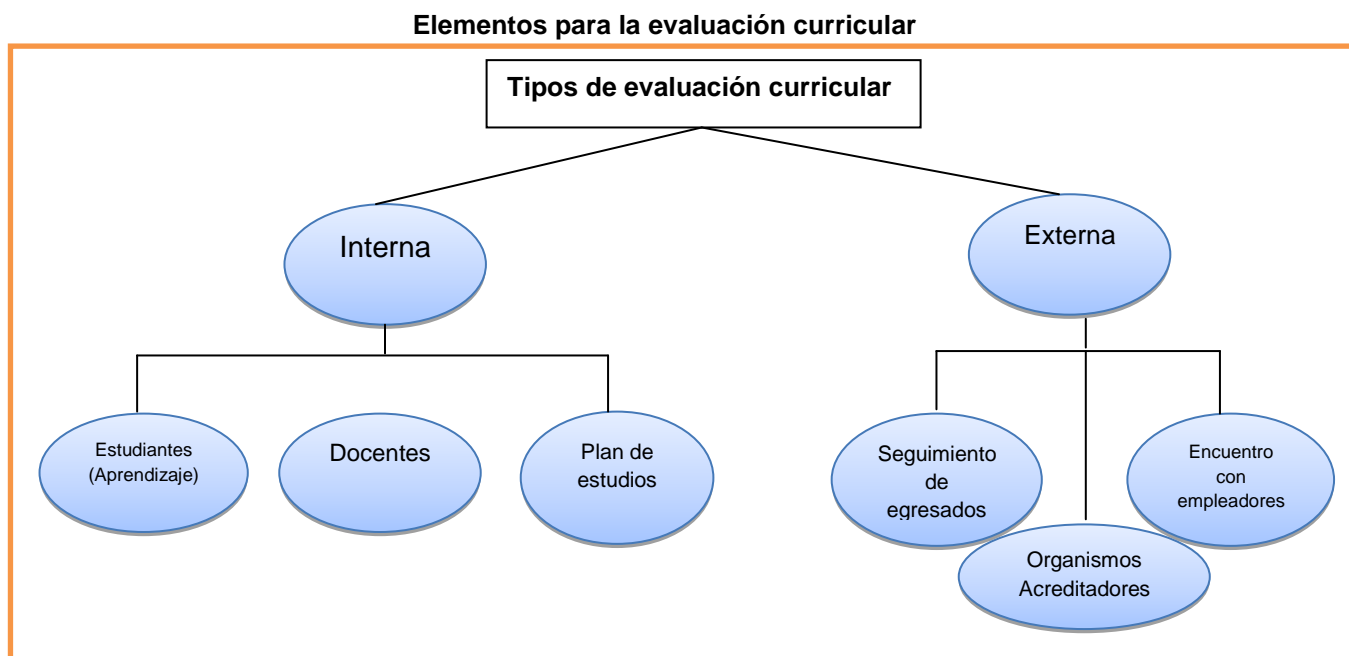 Elementos para la evaluación curricular
Tipos de evaluación curricular
Interna
Externa
Estudiantes
(Aprendizaje)
Docentes
Plan de
estudios
Seguimiento
de
egresados
Organismos
Acreditadores
Encuentro
con
empleadores